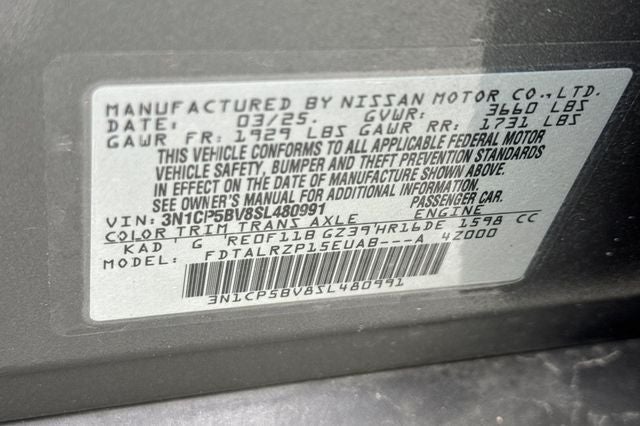 MANUFACTURED BY NISSAN MOTOR CO.,LTD.
DATE: 03/25. GVWR: 3660 LBS
GAWR FR: 1929 LBS GAWR RR: 1731 LBS
THIS VEHICLE CONFORMS TO ALL APPLICABLE FEDERAL MOTOR
VEHICLE SAFETY, BUMPER AND THEFT PREVENTION STANDARDS
IN EFFECT ON THE DATE OF MANUFACTURE SHOWN ABOVE.
SEE OWNER'S MANUAL FOR ADDITIONAL INFORMATION.
VIN: 3N1CP5BV8SL480991 PASSENGER CAR.
COLOR TRIM TRANS AXLE ENGINE
KAD G RE0F11B GZ39 HR16DE 1598 CC
FDTALRZP15EUAB---A 4Z000
3N1CP5BV8SL480991